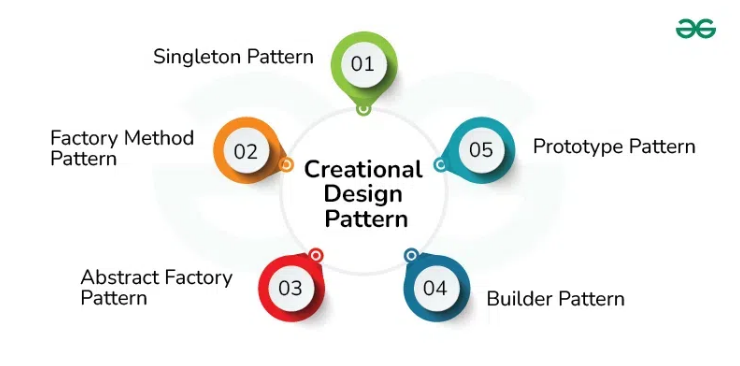 Singleton Pattern
01
Factory Method
Pattern
02
Abstract Factory
Pattern
03
04
Builder Pattern
05
Prototype Pattern
Creational
Design
Pattern